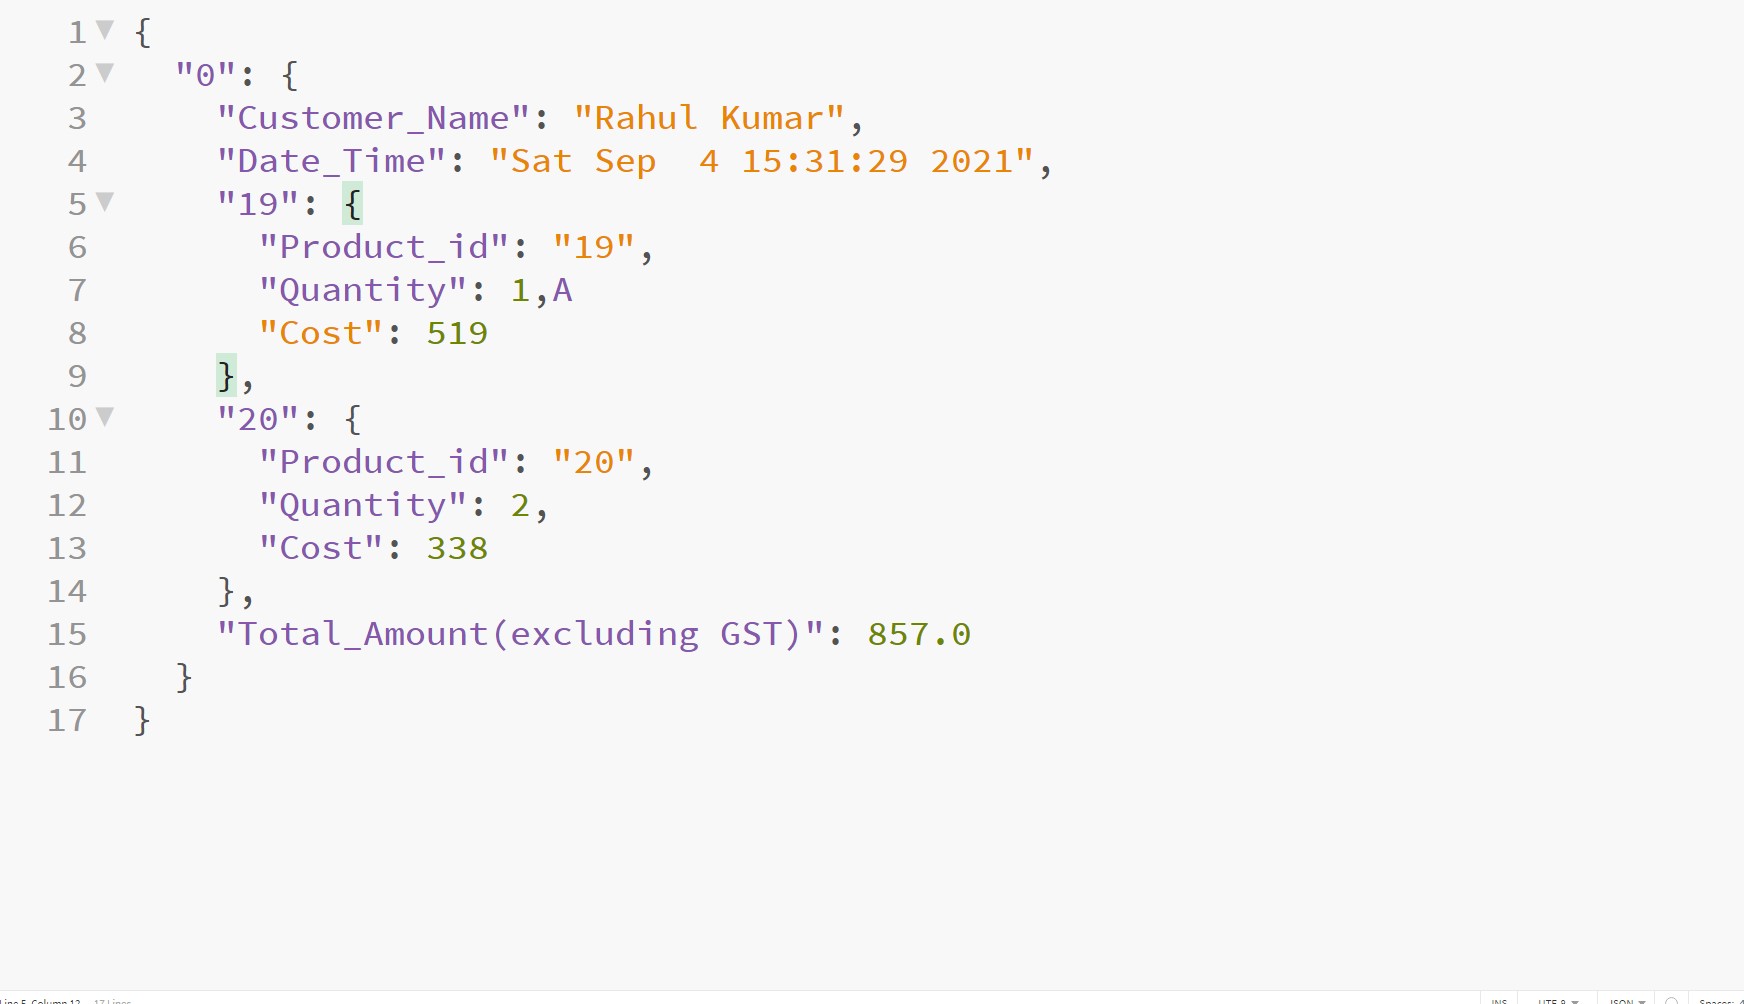 1 {
2   "0": {
3     "Customer_Name": "Rahul Kumar",
4     "Date_Time": "Sat Sep  4 15:31:29 2021",
5     "19": {
6       "Product_id": "19",
7       "Quantity": 1,A
8       "Cost": 519
9     },
10     "20": {
11       "Product_id": "20",
12       "Quantity": 2,
13       "Cost": 338
14     },
15     "Total_Amount(excluding GST)": 857.0
16   }
17 }
Line 5, Column 12 17 Lines INS UTF-8 JSON Spaces: 4